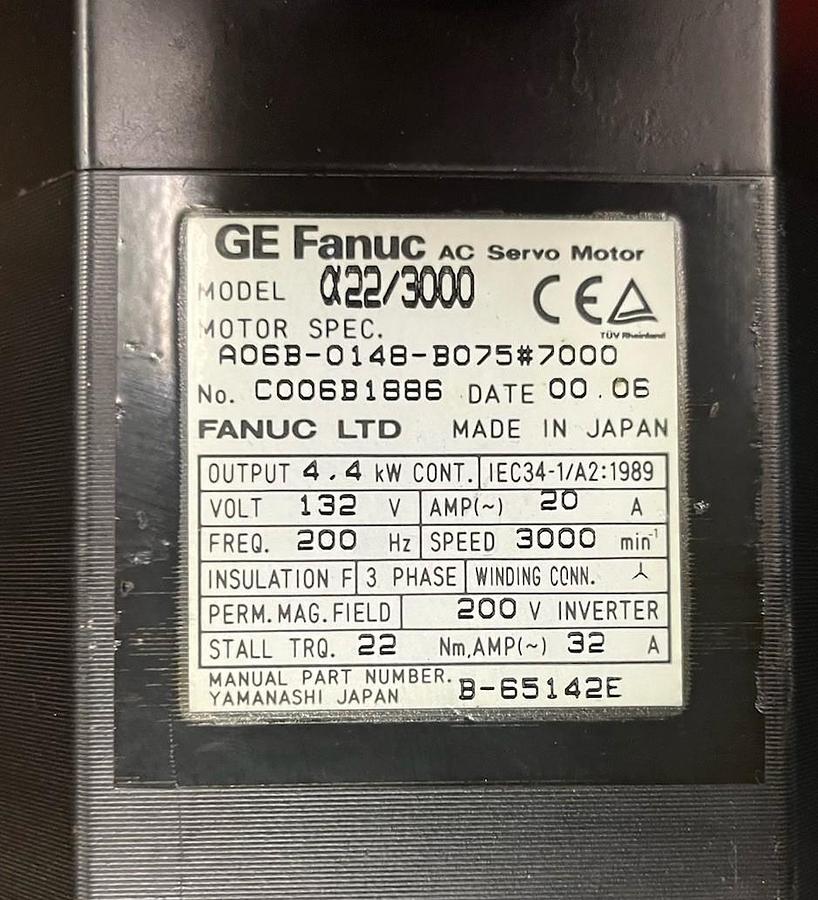 GE Fanuc AC Servo Motor
MODEL α22/3000
CE
TÜV Rheinland
MOTOR SPEC.
A06B-0148-B075#7000
No. C006B1886 DATE 00.06
FANUC LTD MADE IN JAPAN
OUTPUT 4.4 kW CONT. IEC34-1/A2:1989
VOLT 132 V AMP(~) 20 A
FREQ. 200 Hz SPEED 3000 min⁻¹
INSULATION F 3 PHASE WINDING CONN.
PERM.MAG.FIELD 200 V INVERTER
STALL TRQ. 22 Nm,AMP(~) 32 A
MANUAL PART NUMBER. B-65142E
YAMANASHI JAPAN